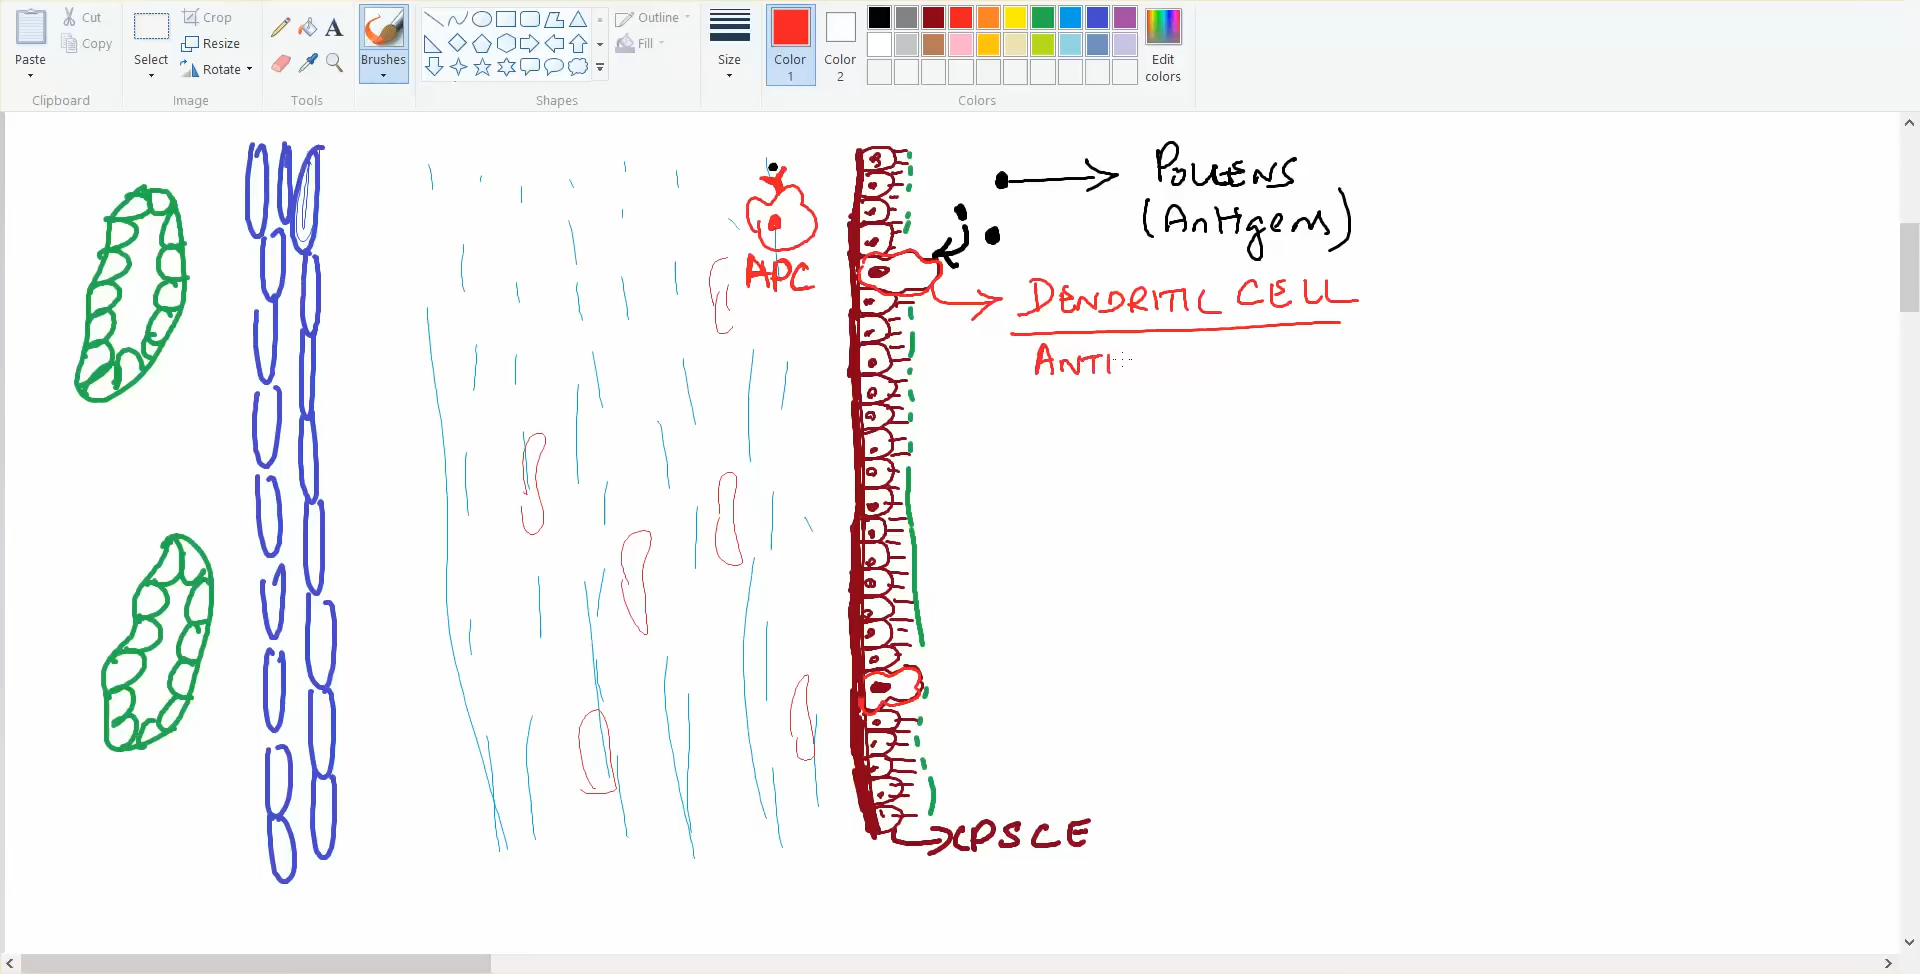 Paste
Cut
Copy
Clipboard
Select
Crop
Resize
Rotate
Image
A
Tools
Brushes
Outline
Fill
Shapes
Size
Color 1
Color 2
Edit colors
Colors
POLLENS
(Antigens)
APC
DENDRITIC CELL
ANTI
PSCE